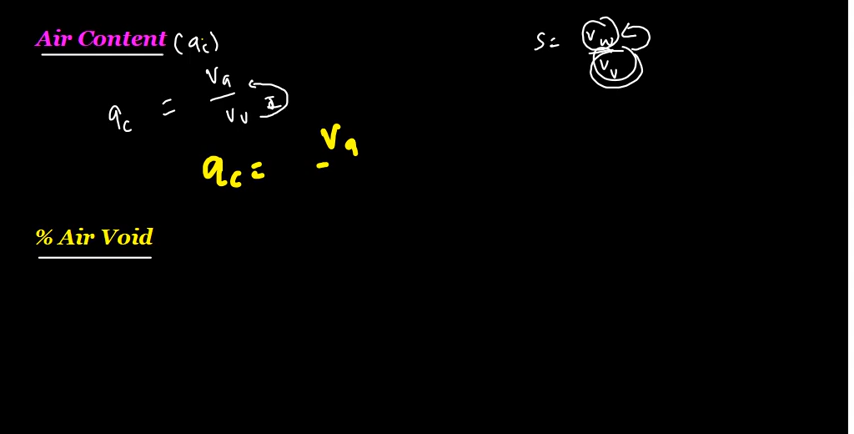 Air Content (ac)
S = Vw / Vv
ac = Va / Vv
ac = Va
% Air Void